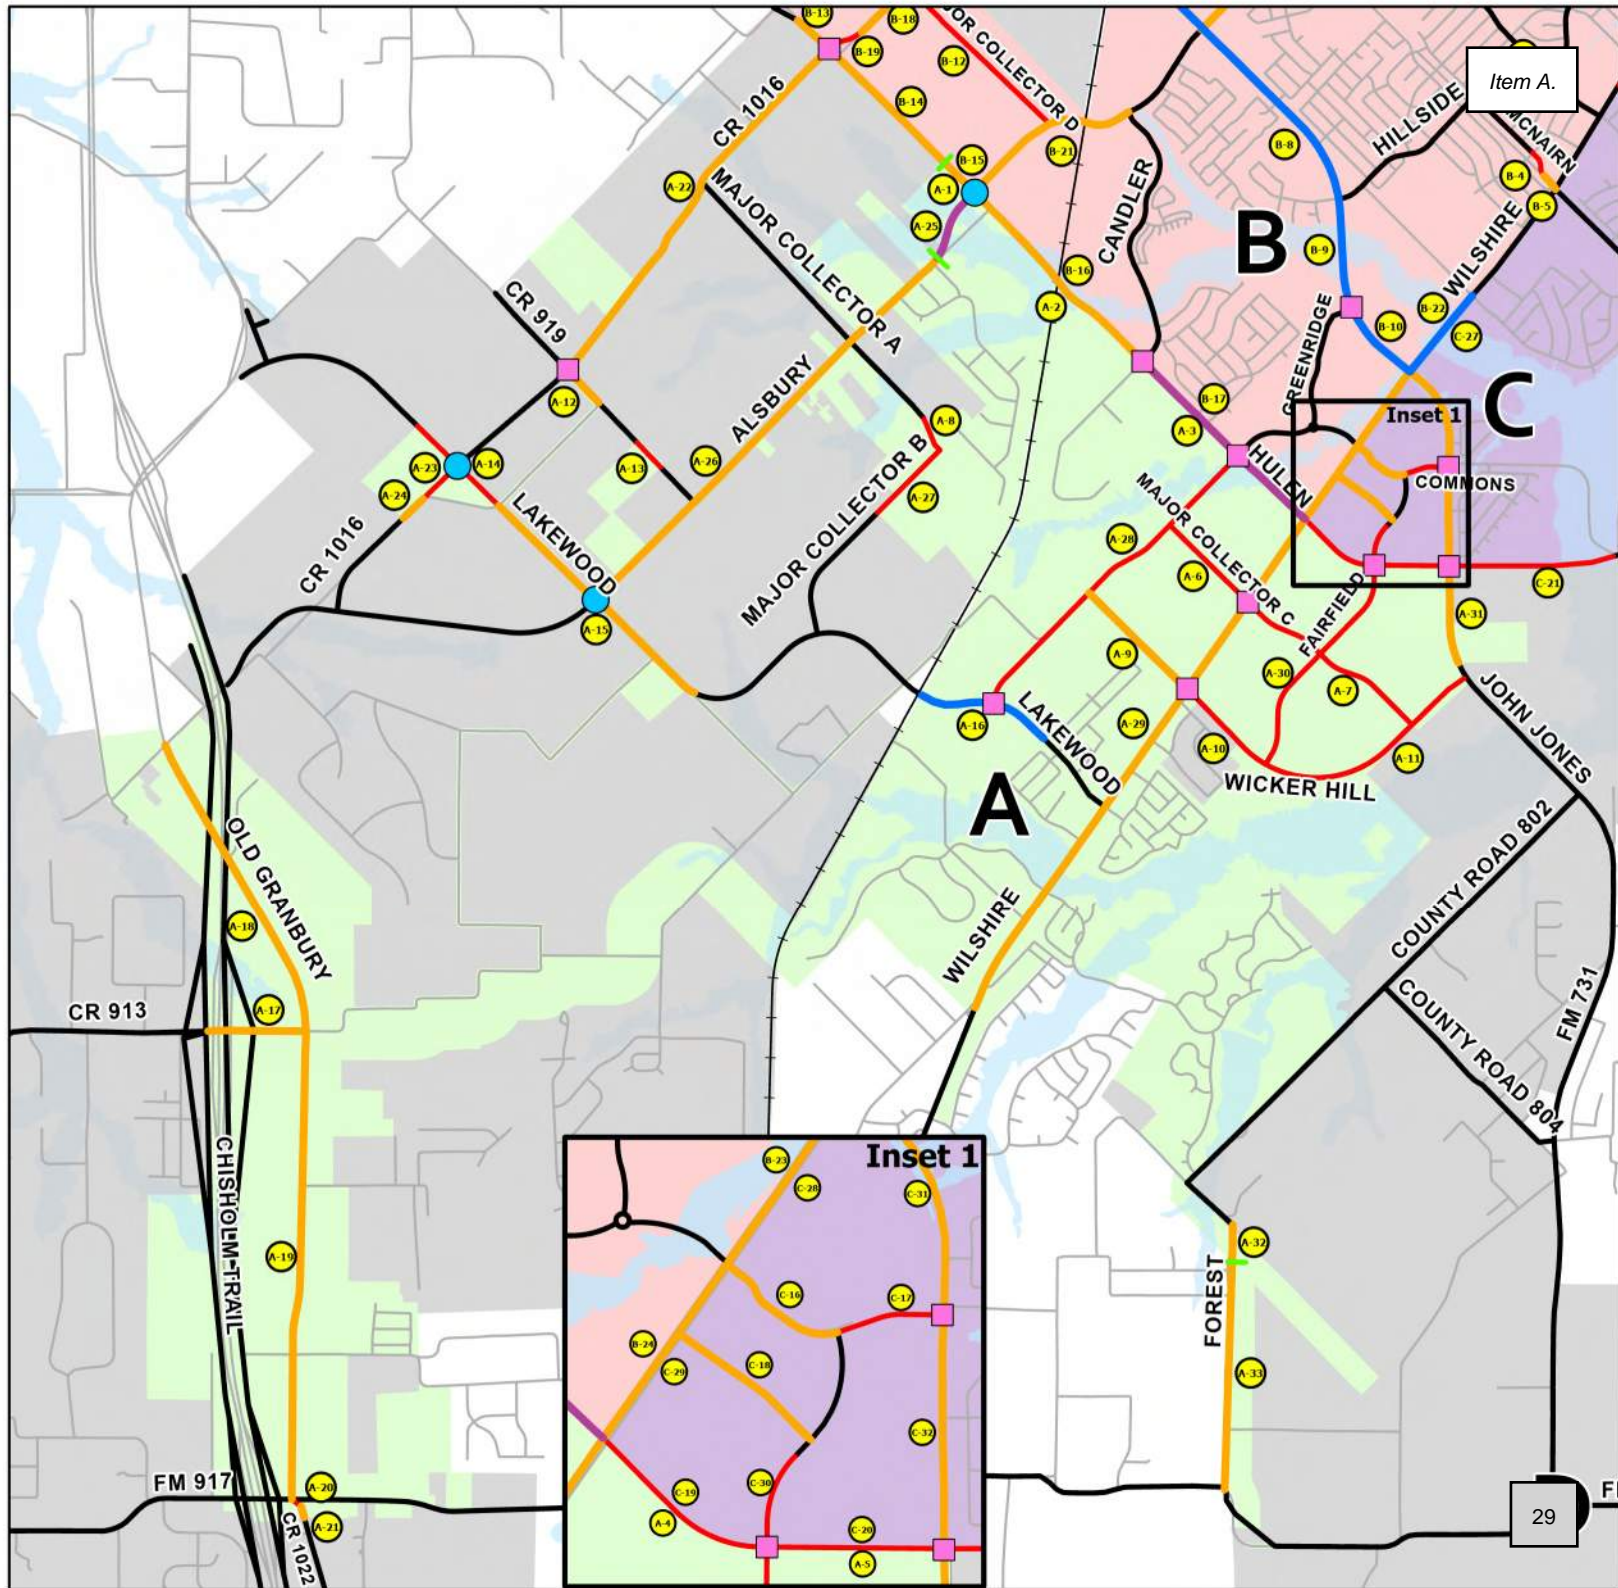 B-13
B-18
JOR COLLECTOR D
B-19
B-12
Item A.
CR 1016
B-14
HILLSIDE
MCNAIRN
B-8
B-21
B-15
A-22
A-1
B-4
MAJOR COLLECTOR A
B-5
CANDLER
A-25
B
B-9
WILSHIRE
B-16
A-2
CR 919
GREENRIDGE
B-22
B-10
C-27
ALSBURY
A-12
B-17
C
Inset 1
A-8
A-3
MAJOR COLLECTOR B
A-23
A-14
A-13
A-26
HULEN
COMMONS
A-24
A-27
MAJOR COLLECTOR C
LAKEWOOD
A-28
CR 1016
A-6
C-21
FAIRFIELD
A-31
A-15
A-9
A-30
A-7
JOHN JONES
A-16
LAKEWOOD
A-29
A-10
A-11
WICKER HILL
A
COUNTY ROAD 802
OLD GRANBURY
A-18
WILSHIRE
CR 913
A-17
COUNTY ROAD 804
FM 731
CHISHOLM TRAIL
Inset 1
B-23
C-28
C-31
A-19
A-32
FOREST
C-16
C-17
B-24
C-29
C-18
A-33
C-32
FM 917
A-20
C-30
C-19
A-4
C-20
A-5
A-21
CR 1022
29